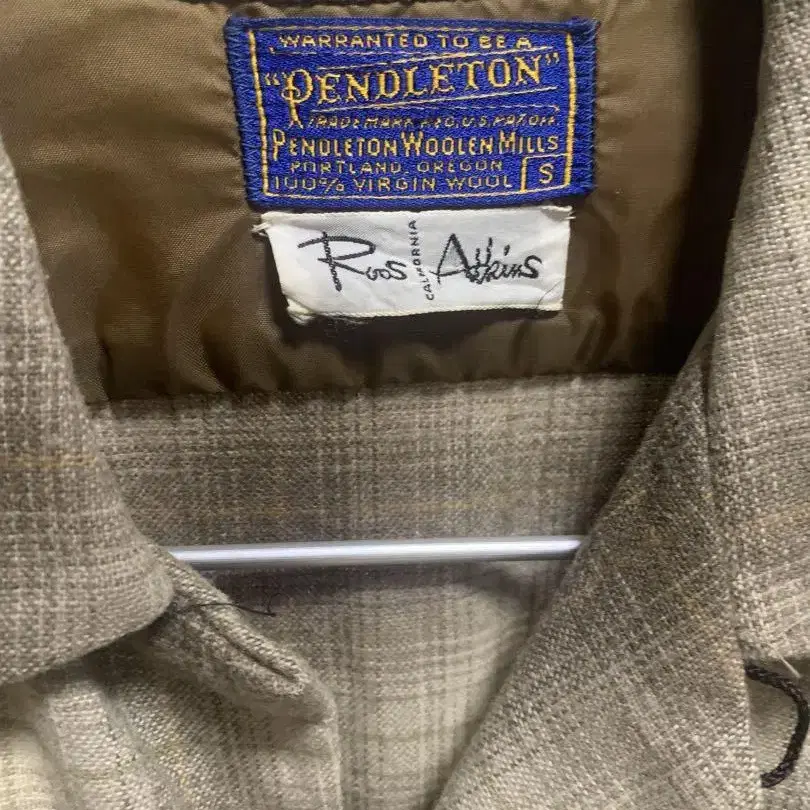 WARRANTED TO BE A
"PENDLETON"
TRADE MARK REG. U.S. PAT. OFF.
PENDLETON WOOLEN MILLS
PORTLAND, OREGON
100% VIRGIN WOOL S
Roos CALIFORNIA Atkins